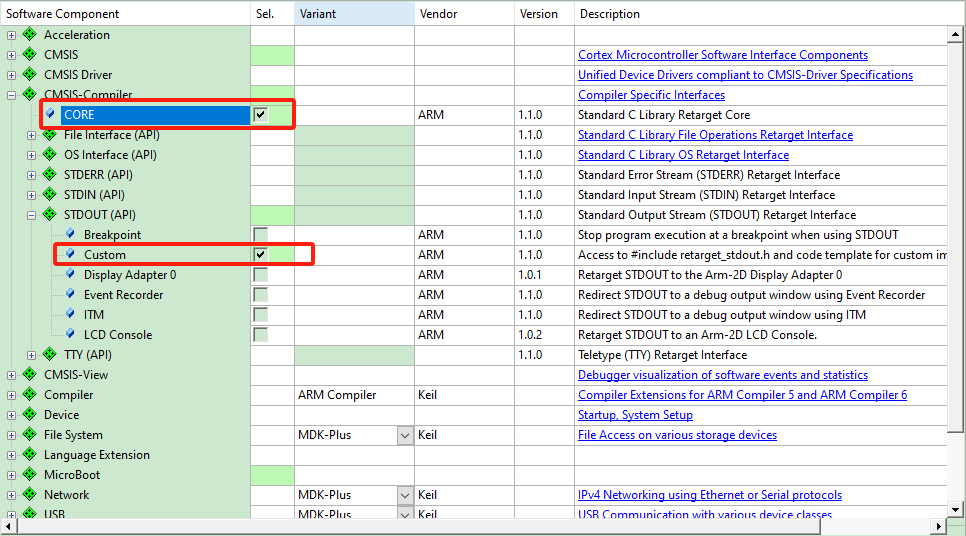 Software Component Sel. Variant Vendor Version Description
Acceleration
CMSIS Cortex Microcontroller Software Interface Components
CMSIS Driver Unified Device Drivers compliant to CMSIS-Driver Specifications
CMSIS-Compiler Compiler Specific Interfaces
CORE ARM 1.1.0 Standard C Library Retarget Core
File Interface (API) 1.1.0 Standard C Library File Operations Retarget Interface
OS Interface (API) 1.1.0 Standard C Library OS Retarget Interface
STDERR (API) 1.1.0 Standard Error Stream (STDERR) Retarget Interface
STDIN (API) 1.1.0 Standard Input Stream (STDIN) Retarget Interface
STDOUT (API) 1.1.0 Standard Output Stream (STDOUT) Retarget Interface
Breakpoint ARM 1.1.0 Stop program execution at a breakpoint when using STDOUT
Custom ARM 1.1.0 Access to #include retarget_stdout.h and code template for custom im
Display Adapter 0 ARM 1.0.1 Retarget STDOUT to the Arm-2D Display Adapter 0
Event Recorder ARM 1.1.0 Redirect STDOUT to a debug output window using Event Recorder
ITM ARM 1.1.0 Redirect STDOUT to a debug output window using ITM
LCD Console ARM 1.0.2 Retarget STDOUT to an Arm-2D LCD Console.
TTY (API) 1.1.0 Teletype (TTY) Retarget Interface
CMSIS-View Debugger visualization of software events and statistics
Compiler ARM Compiler Keil Compiler Extensions for ARM Compiler 5 and ARM Compiler 6
Device Startup, System Setup
File System MDK-Plus Keil File Access on various storage devices
Language Extension
MicroBoot
Network MDK-Plus Keil IPv4 Networking using Ethernet or Serial protocols
USB MDK-Plus Keil USB Communication with various device classes